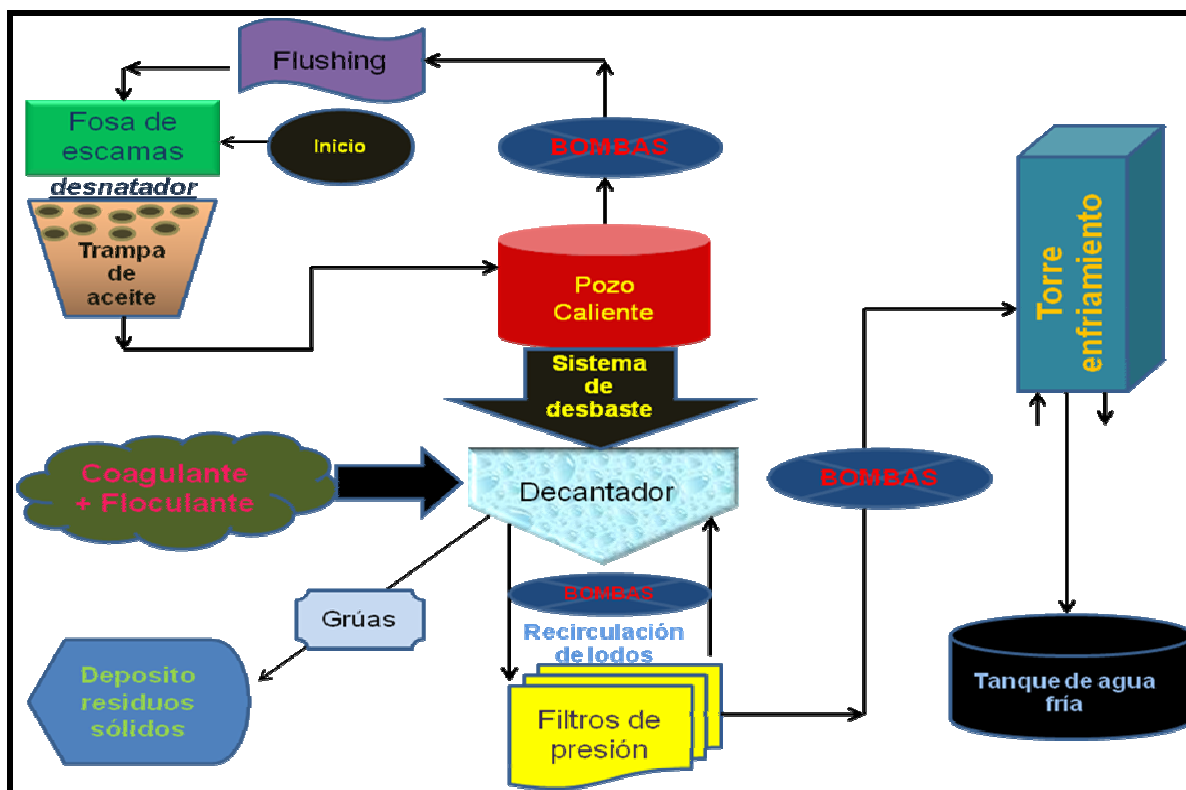 Flushing
Fosa de
escamas
Inicio
BOMBAS
desnatador
Trampa
de
aceite
Pozo
Caliente
Torre
enfriamiento
Sistema
de
desbaste
Coagulante
+ Floculante
Decantador
BOMBAS
BOMBAS
Grúas
Recirculación
de lodos
Deposito
residuos
sólidos
Filtros de
presión
Tanque de agua
fría